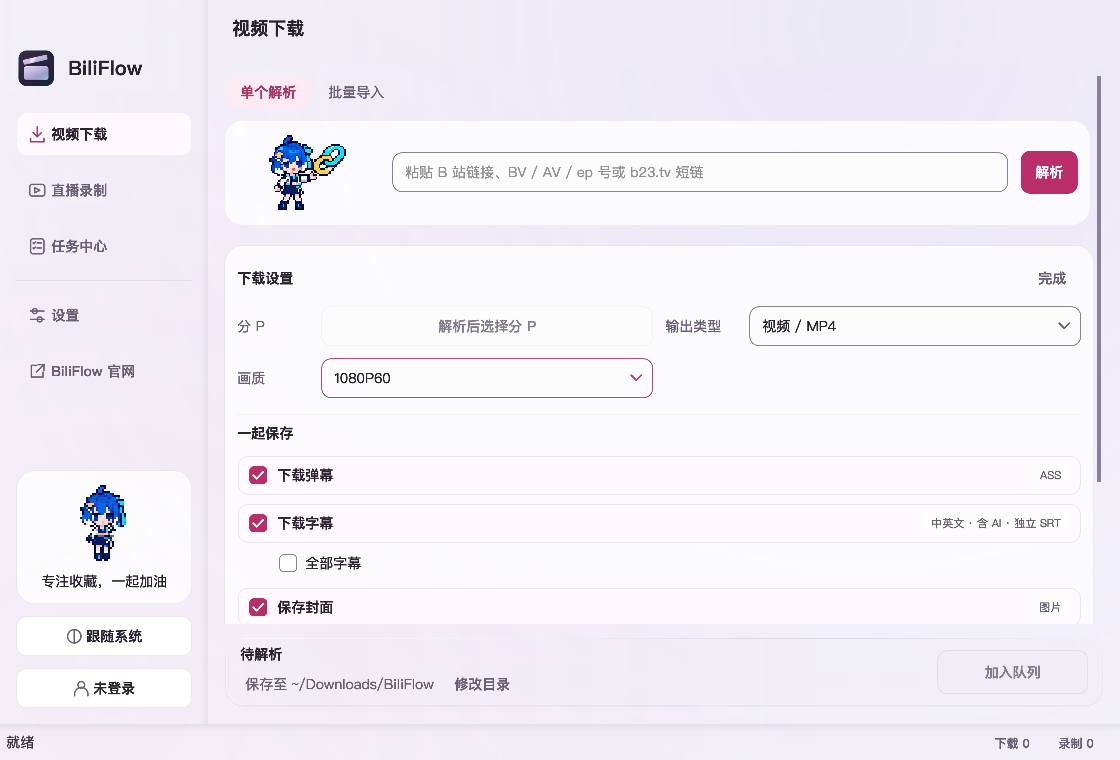 BiliFlow
视频下载
直播录制
任务中心
设置
BiliFlow 官网
专注收藏，一起加油
跟随系统
未登录
视频下载
单个解析
批量导入
粘贴 B 站链接、BV / AV / ep 号或 b23.tv 短链
解析
下载设置
完成
分 P
解析后选择分 P
输出类型
视频 / MP4
画质
1080P60
一起保存
下载弹幕
ASS
下载字幕
中英文 · 含 AI · 独立 SRT
全部字幕
保存封面
图片
待解析
保存至 ~/Downloads/BiliFlow
修改目录
加入队列
就绪
下载 0
录制 0